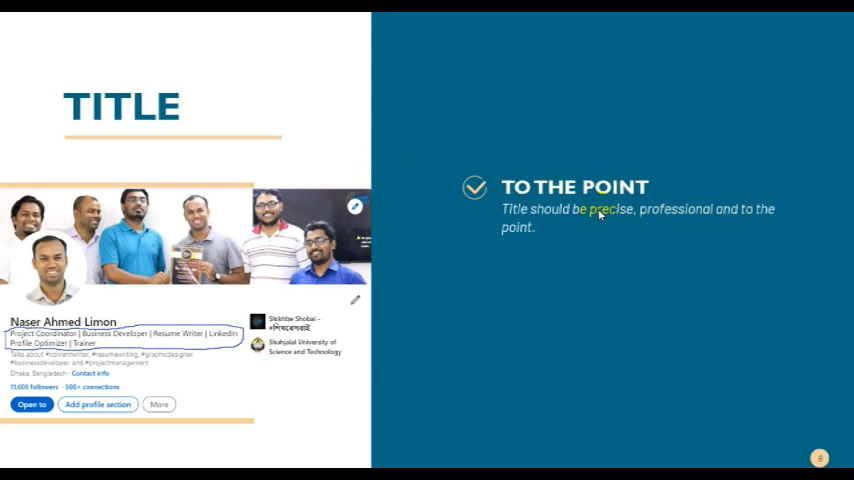 TITLE
Naser Ahmed Limon
Project Coordinator | Business Developer | Resume Writer | LinkedIn
Profile Optimizer | Trainer
Talks about #contentwriter, #resumewriting, #graphicdesigner,
#businessdeveloper, and #projectmanagement
Dhaka, Bangladesh · Contact info
11,603 followers · 500+ connections
Open to
Add profile section
More
Shikhbe Shobai -
#শিখবেসবাই
Shahjalal University of
Science and Technology
TO THE POINT
Title should be precise, professional and to the
point.
6